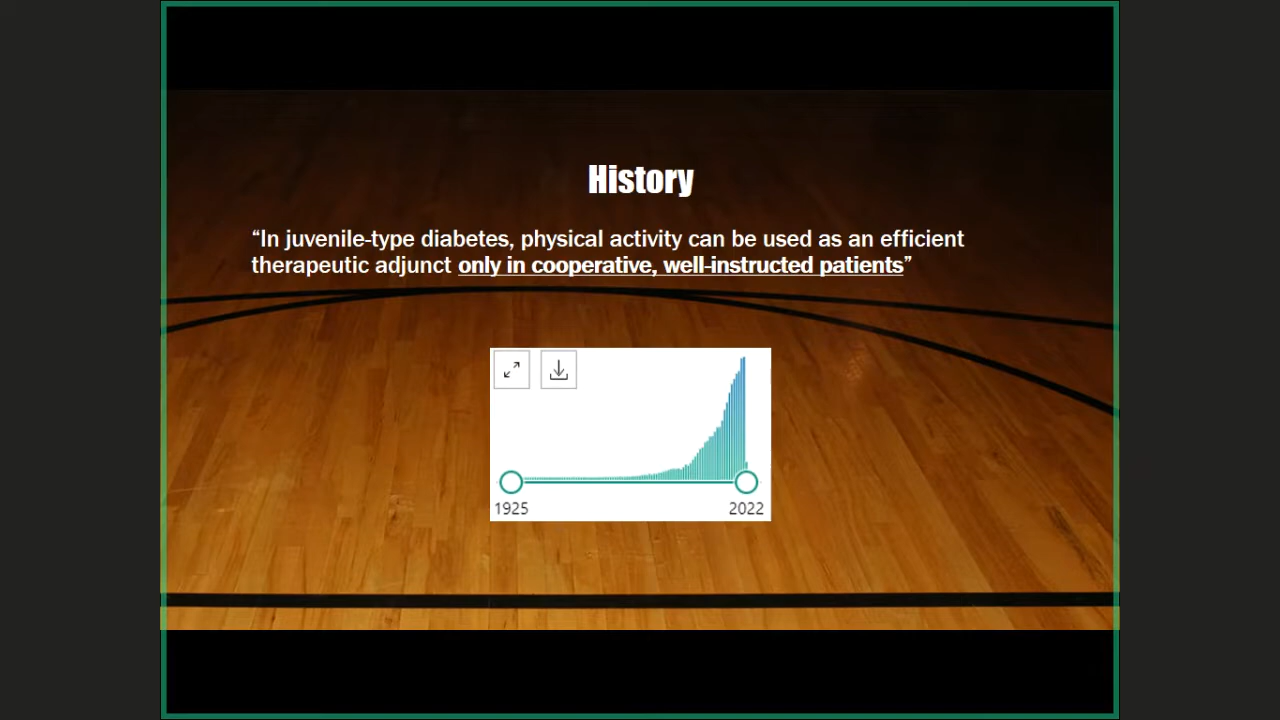 History
“In juvenile-type diabetes, physical activity can be used as an efficient
therapeutic adjunct only in cooperative, well-instructed patients”
1925
2022